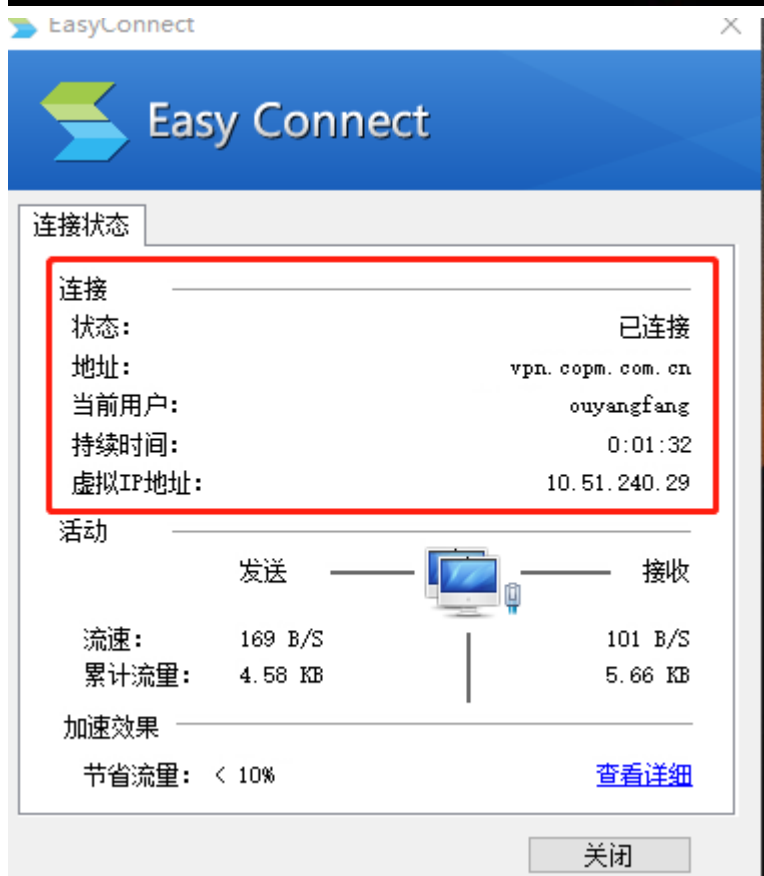 EasyConnect
Easy Connect
连接状态
连接
状态： 已连接
地址： vpn.copm.com.cn
当前用户： ouyangfang
持续时间： 0:01:32
虚拟IP地址： 10.51.240.29
活动
发送 接收
流速： 169 B/S 101 B/S
累计流量： 4.58 KB 5.66 KB
加速效果
节省流量： < 10% 查看详细
关闭